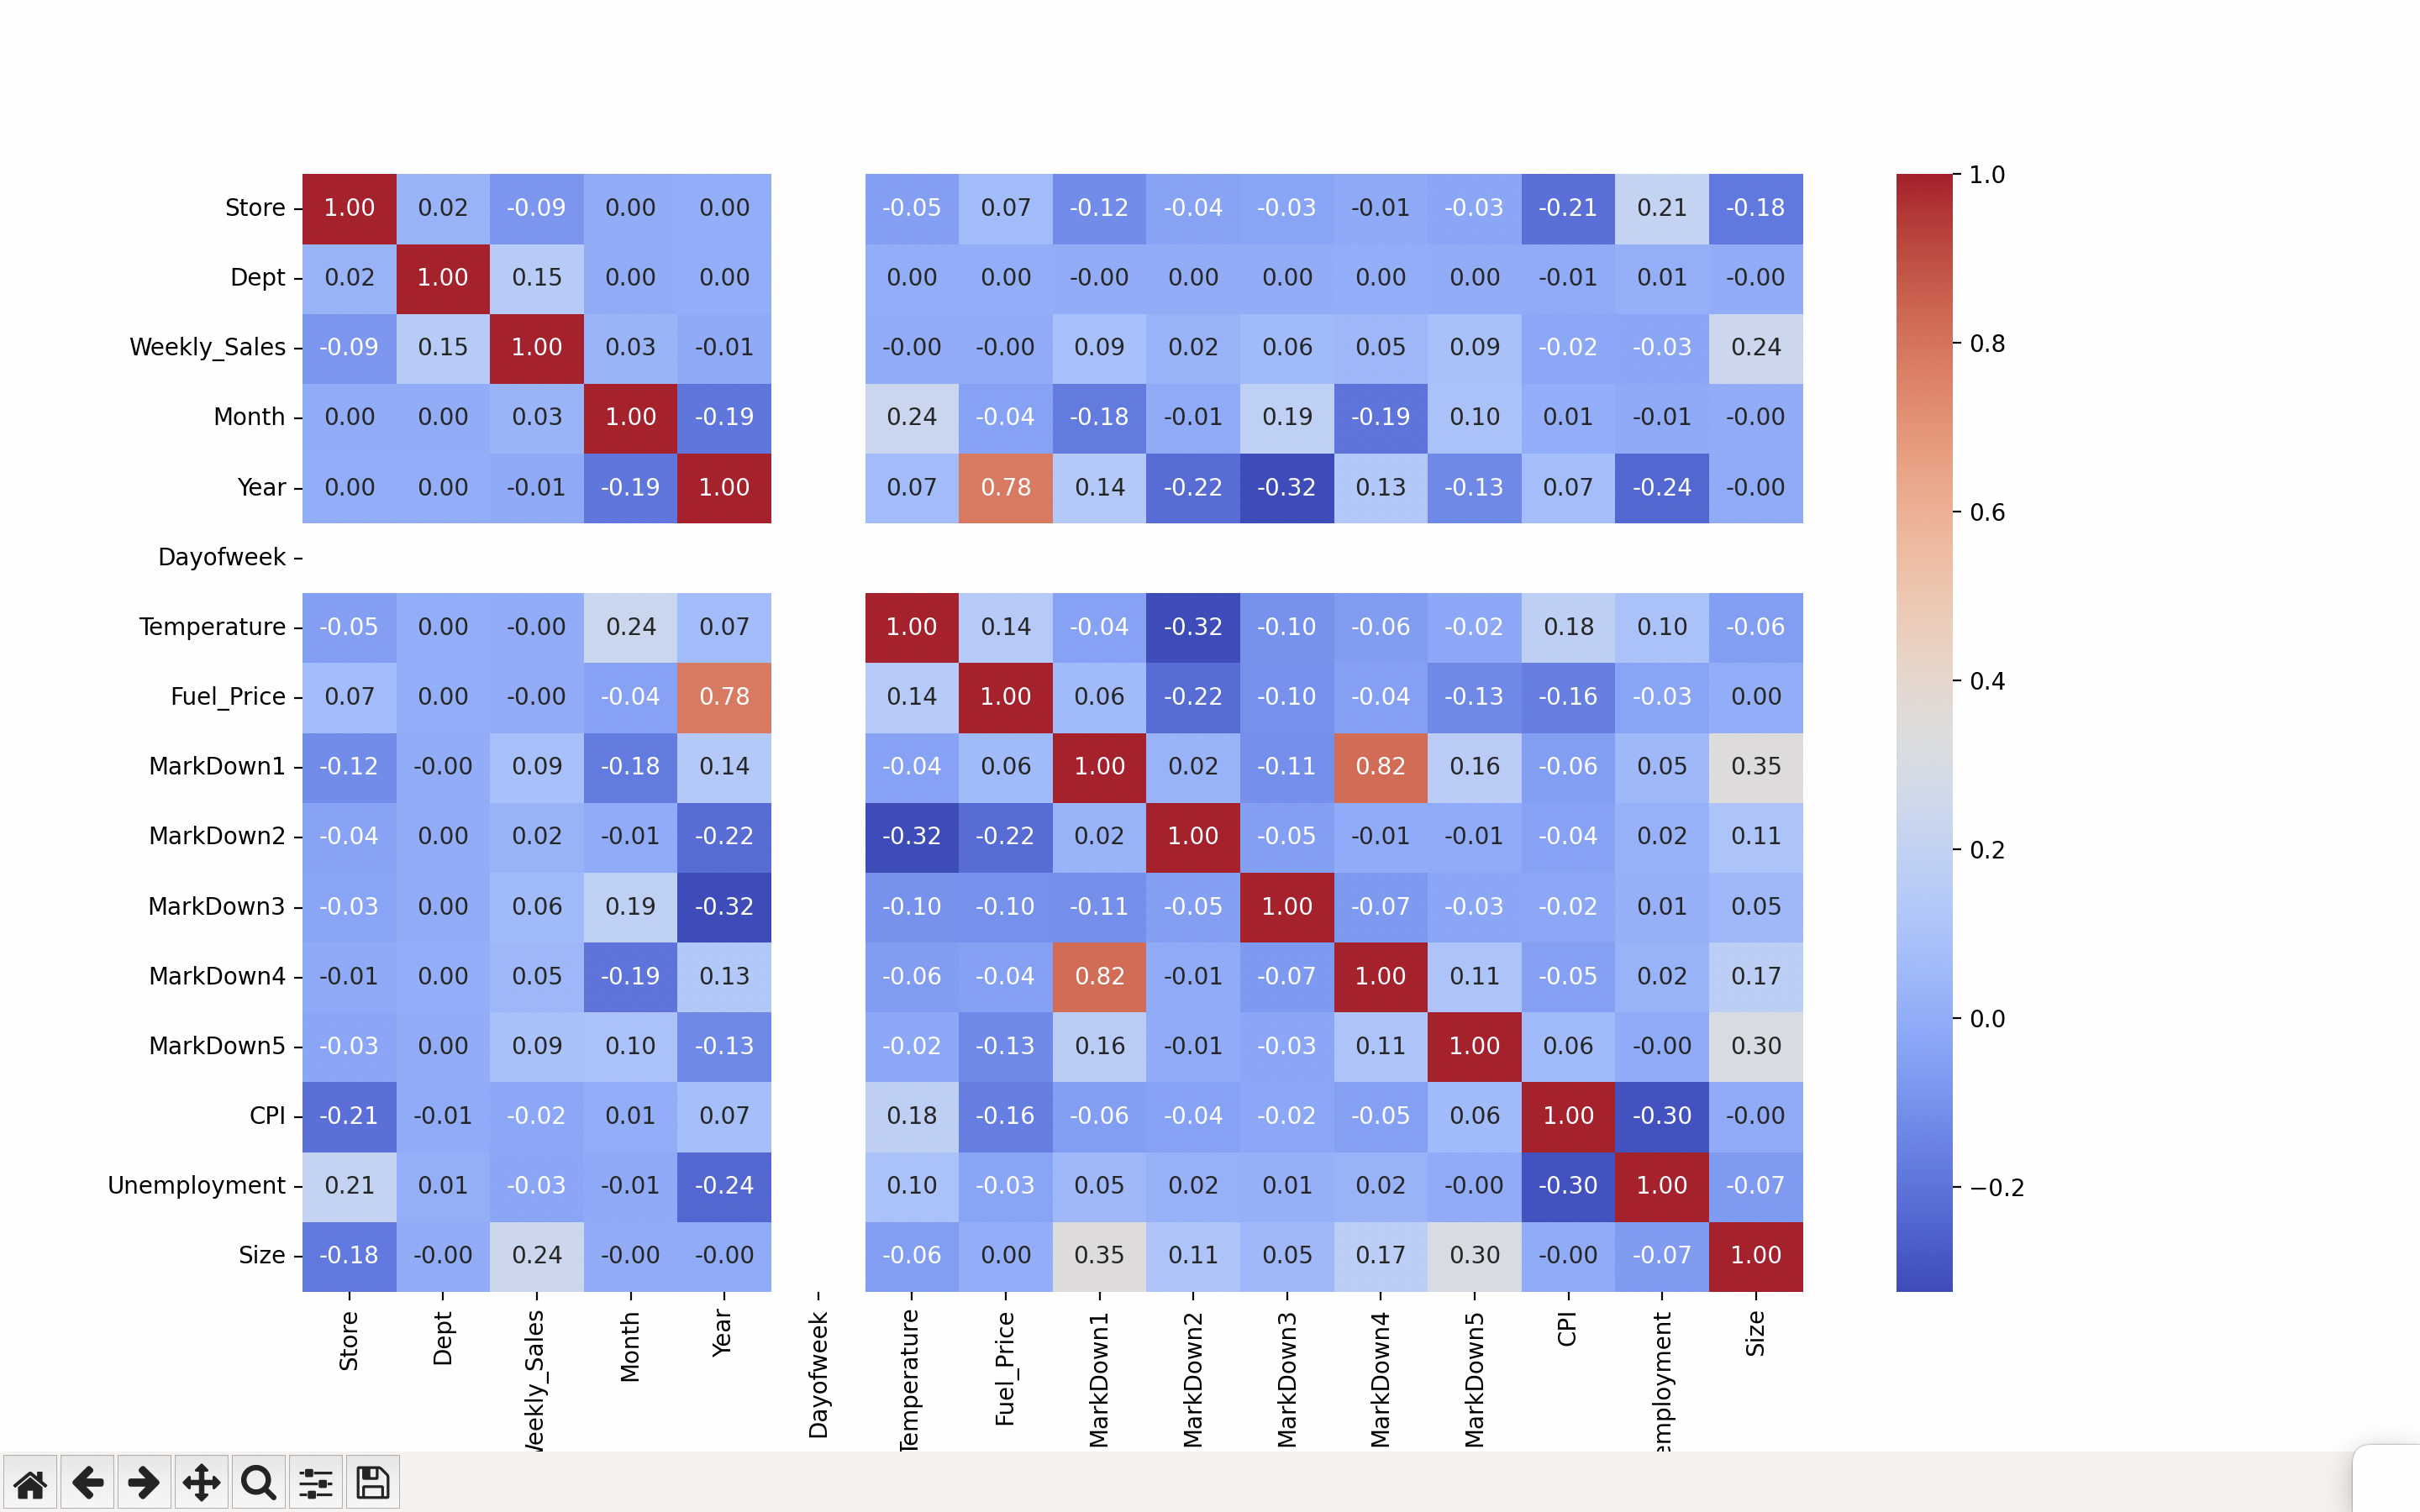 Store 1.00 0.02 -0.09 0.00 0.00 -0.05 0.07 -0.12 -0.04 -0.03 -0.01 -0.03 -0.21 0.21 -0.18
Dept 0.02 1.00 0.15 0.00 0.00 0.00 0.00 -0.00 0.00 0.00 0.00 0.00 -0.01 0.01 -0.00
Weekly_Sales -0.09 0.15 1.00 0.03 -0.01 -0.00 -0.00 0.09 0.02 0.06 0.05 0.09 -0.02 -0.03 0.24
Month 0.00 0.00 0.03 1.00 -0.19 0.24 -0.04 -0.18 -0.01 0.19 -0.19 0.10 0.01 -0.01 -0.00
Year 0.00 0.00 -0.01 -0.19 1.00 0.07 0.78 0.14 -0.22 -0.32 0.13 -0.13 0.07 -0.24 -0.00
Dayofweek
Temperature -0.05 0.00 -0.00 0.24 0.07 1.00 0.14 -0.04 -0.32 -0.10 -0.06 -0.02 0.18 0.10 -0.06
Fuel_Price 0.07 0.00 -0.00 -0.04 0.78 0.14 1.00 0.06 -0.22 -0.10 -0.04 -0.13 -0.16 -0.03 0.00
MarkDown1 -0.12 -0.00 0.09 -0.18 0.14 -0.04 0.06 1.00 0.02 -0.11 0.82 0.16 -0.06 0.05 0.35
MarkDown2 -0.04 0.00 0.02 -0.01 -0.22 -0.32 -0.22 0.02 1.00 -0.05 -0.01 -0.01 -0.04 0.02 0.11
MarkDown3 -0.03 0.00 0.06 0.19 -0.32 -0.10 -0.10 -0.11 -0.05 1.00 -0.07 -0.03 -0.02 0.01 0.05
MarkDown4 -0.01 0.00 0.05 -0.19 0.13 -0.06 -0.04 0.82 -0.01 -0.07 1.00 0.11 -0.05 0.02 0.17
MarkDown5 -0.03 0.00 0.09 0.10 -0.13 -0.02 -0.13 0.16 -0.01 -0.03 0.11 1.00 0.06 -0.00 0.30
CPI -0.21 -0.01 -0.02 0.01 0.07 0.18 -0.16 -0.06 -0.04 -0.02 -0.05 0.06 1.00 -0.30 -0.00
Unemployment 0.21 0.01 -0.03 -0.01 -0.24 0.10 -0.03 0.05 0.02 0.01 0.02 -0.00 -0.30 1.00 -0.07
Size -0.18 -0.00 0.24 -0.00 -0.00 -0.06 0.00 0.35 0.11 0.05 0.17 0.30 -0.00 -0.07 1.00
Store
Dept
Month
Year
Dayofweek
Temperature
Fuel_Price
MarkDown1
MarkDown2
MarkDown3
MarkDown4
MarkDown5
CPI
Size
1.0
0.8
0.6
0.4
0.2
0.0
−0.2